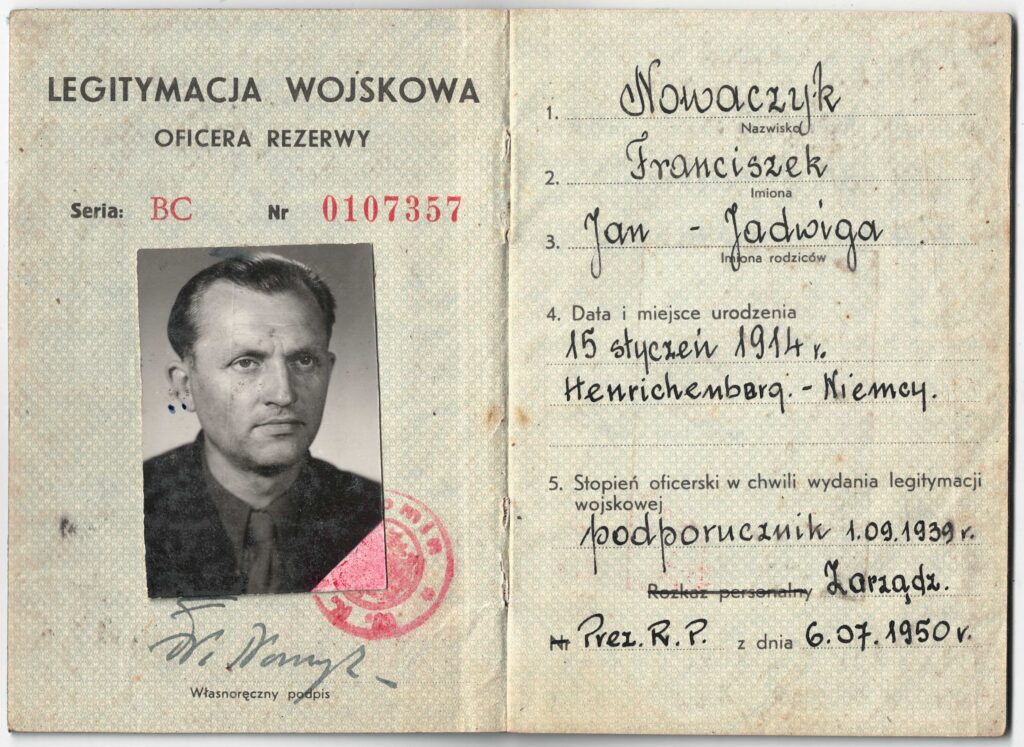 LEGITYMACJA WOJSKOWA
OFICERA REZERWY
Seria: BC Nr 0107357
Własnoręczny podpis
1. Nowaczyk
Nazwisko
2. Franciszek
Imiona
3. Jan - Jadwiga
Imiona rodziców
4. Data i miejsce urodzenia
15 styczeń 1914 r.
Henrichenberg. - Niemcy.
5. Stopień oficerski w chwili wydania legitymacji
wojskowej
podporucznik 1.09.1939 r.
Rozkaz personalny Zarządz.
Nr Prez. R. P. z dnia 6.07.1950 r.